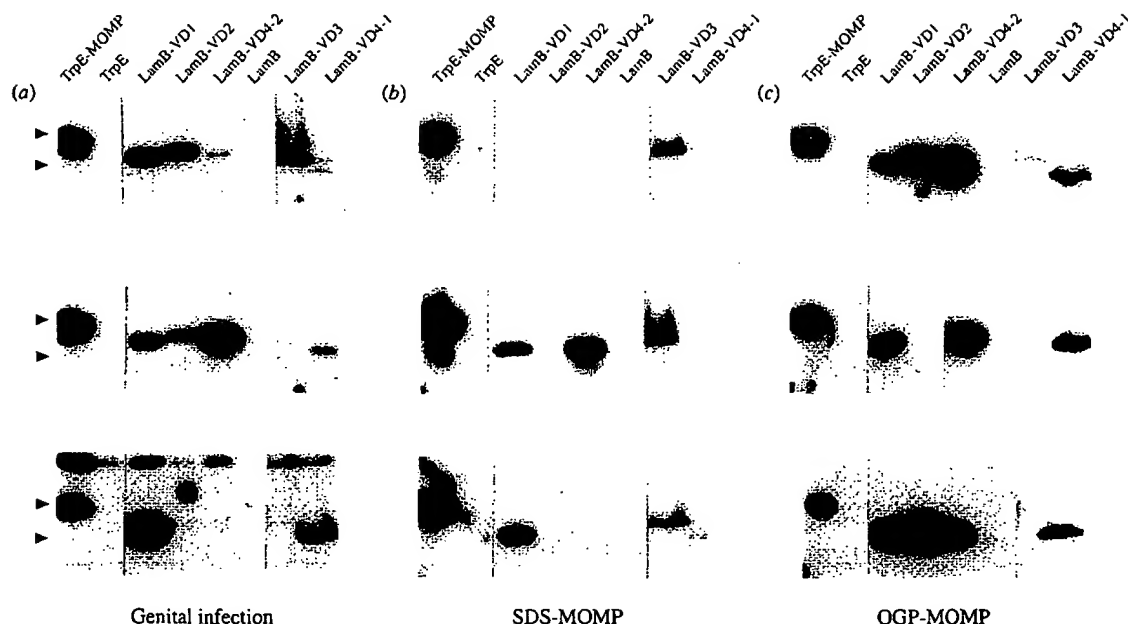 TrpE-MOMP TrpE LamB-VD1 LamB-VD2 LamB-VD4-2 LamB LamB-VD3 LamB-VD4-1
TrpE-MOMP TrpE LamB-VD1 LamB-VD2 LamB-VD4-2 LamB LamB-VD3 LamB-VD4-1
TrpE-MOMP TrpE LamB-VD1 LamB-VD2 LamB-VD4-2 LamB LamB-VD3 LamB-VD4-1
(a) (b) (c)
Genital infection SDS-MOMP OGP-MOMP